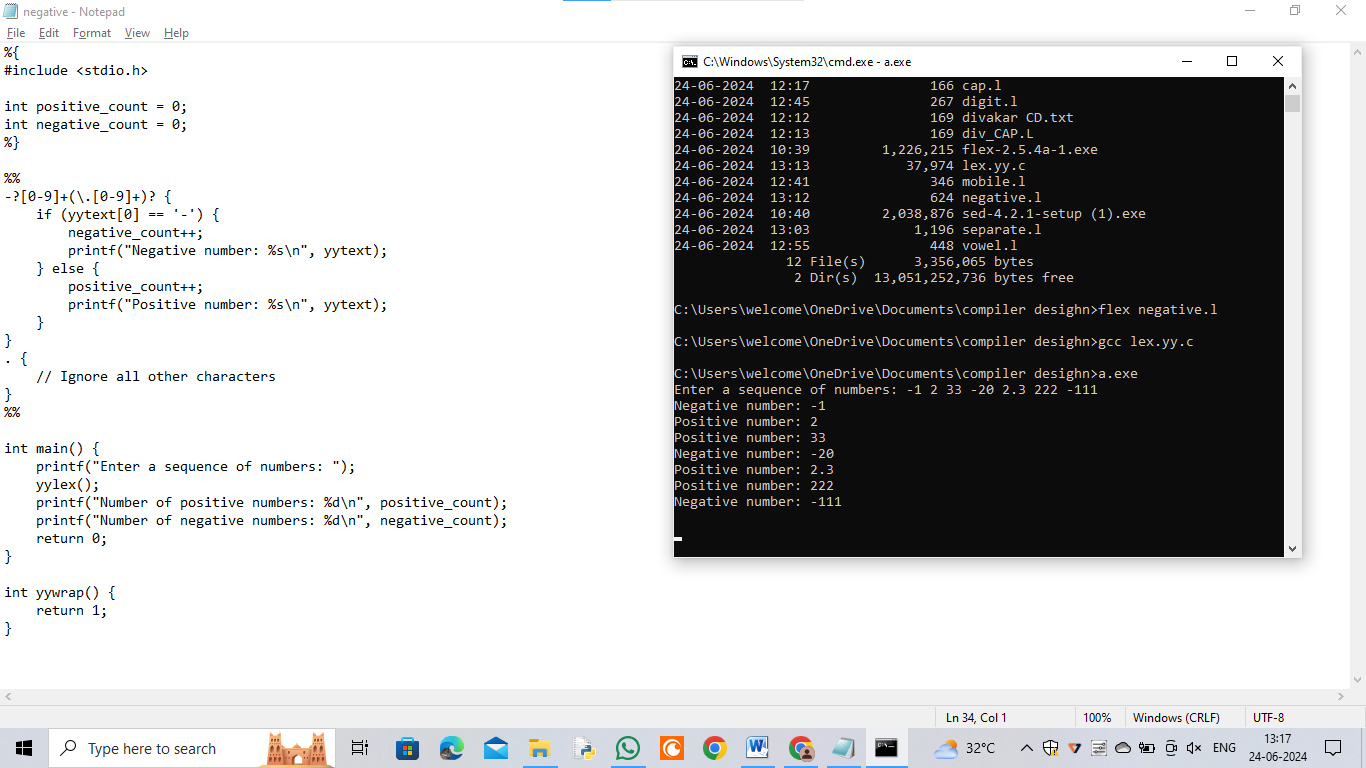 negative - Notepad
File Edit Format View Help
%{
#include <stdio.h>

int positive_count = 0;
int negative_count = 0;
%}

%%
-?[0-9]+(\.[0-9]+)? {
    if (yytext[0] == '-') {
        negative_count++;
        printf("Negative number: %s\n", yytext);
    } else {
        positive_count++;
        printf("Positive number: %s\n", yytext);
    }
}
. {
    // Ignore all other characters
}
%%

int main() {
    printf("Enter a sequence of numbers: ");
    yylex();
    printf("Number of positive numbers: %d\n", positive_count);
    printf("Number of negative numbers: %d\n", negative_count);
    return 0;
}

int yywrap() {
    return 1;
}
C:\Windows\System32\cmd.exe - a.exe
24-06-2024  12:17               166 cap.l
24-06-2024  12:45               267 digit.l
24-06-2024  12:12               169 divakar CD.txt
24-06-2024  12:13               169 div_CAP.L
24-06-2024  10:39         1,226,215 flex-2.5.4a-1.exe
24-06-2024  13:13            37,974 lex.yy.c
24-06-2024  12:41               346 mobile.l
24-06-2024  13:12               624 negative.l
24-06-2024  10:40         2,038,876 sed-4.2.1-setup (1).exe
24-06-2024  13:03             1,196 separate.l
24-06-2024  12:55               448 vowel.l
              12 File(s)      3,356,065 bytes
               2 Dir(s)  13,051,252,736 bytes free

C:\Users\welcome\OneDrive\Documents\compiler desighn>flex negative.l

C:\Users\welcome\OneDrive\Documents\compiler desighn>gcc lex.yy.c

C:\Users\welcome\OneDrive\Documents\compiler desighn>a.exe
Enter a sequence of numbers: -1 2 33 -20 2.3 222 -111
Negative number: -1
Positive number: 2
Positive number: 33
Negative number: -20
Positive number: 2.3
Positive number: 222
Negative number: -111
Ln 34, Col 1
100%
Windows (CRLF)
UTF-8
Type here to search
32°C
ENG
13:17
24-06-2024